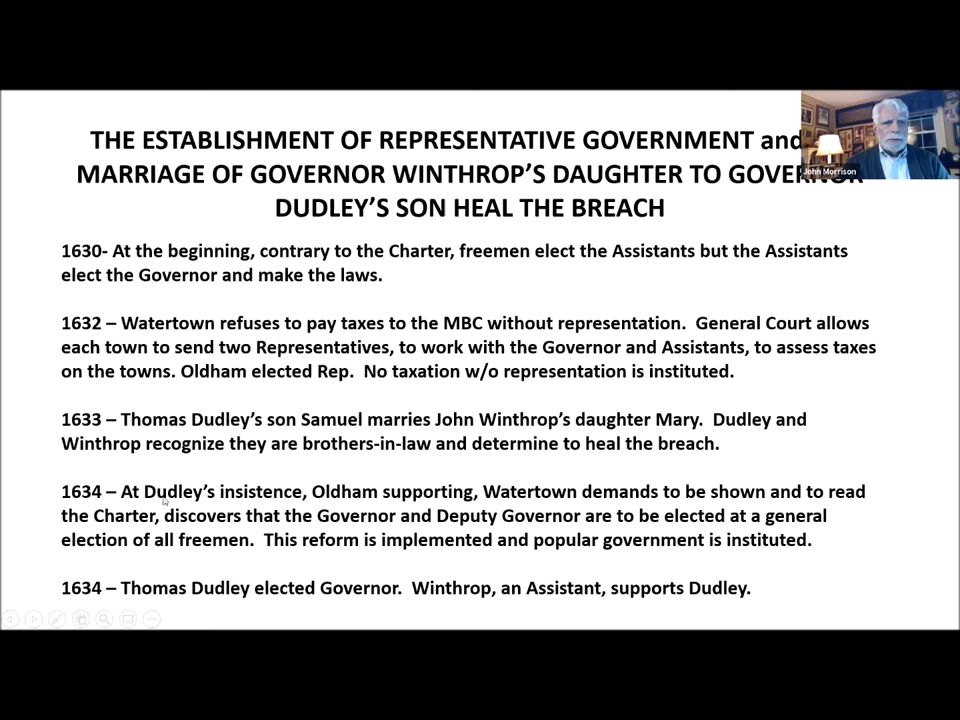 THE ESTABLISHMENT OF REPRESENTATIVE GOVERNMENT and
MARRIAGE OF GOVERNOR WINTHROP'S DAUGHTER TO GOVERNOR
DUDLEY'S SON HEAL THE BREACH
John Morrison
1630- At the beginning, contrary to the Charter, freemen elect the Assistants but the Assistants
elect the Governor and make the laws.
1632 – Watertown refuses to pay taxes to the MBC without representation.  General Court allows
each town to send two Representatives, to work with the Governor and Assistants, to assess taxes
on the towns. Oldham elected Rep.  No taxation w/o representation is instituted.
1633 – Thomas Dudley's son Samuel marries John Winthrop's daughter Mary.  Dudley and
Winthrop recognize they are brothers-in-law and determine to heal the breach.
1634 – At Dudley's insistence, Oldham supporting, Watertown demands to be shown and to read
the Charter, discovers that the Governor and Deputy Governor are to be elected at a general
election of all freemen.  This reform is implemented and popular government is instituted.
1634 – Thomas Dudley elected Governor.  Winthrop, an Assistant, supports Dudley.